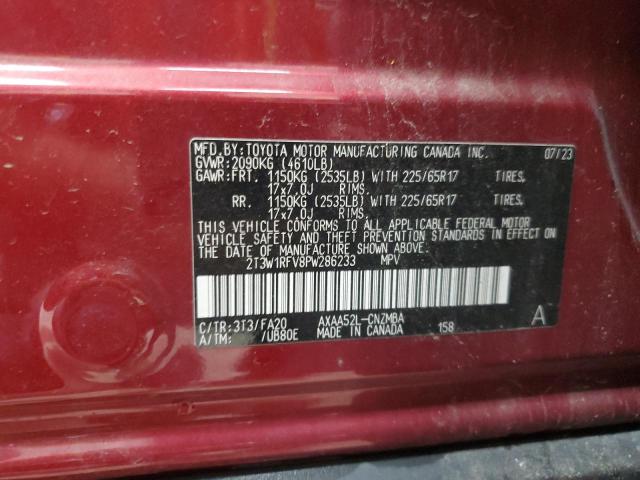 MFD. BY: TOYOTA MOTOR MANUFACTURING CANADA INC. 07/23
GVWR: 2090KG (4610LB)
GAWR: FRT. 1150KG (2535LB) WITH 225/65R17 TIRES,
17x7.0J RIMS.
RR. 1150KG (2535LB) WITH 225/65R17 TIRES,
17x7.0J RIMS.
THIS VEHICLE CONFORMS TO ALL APPLICABLE FEDERAL MOTOR
VEHICLE SAFETY AND THEFT PREVENTION STANDARDS IN EFFECT ON
THE DATE OF MANUFACTURE SHOWN ABOVE.
2T3W1RFV8PW286233 MPV
C/TR: 3T3/FA20 AXAA52L-CNZMBA 158 A
A/TM: /UB80E MADE IN CANADA